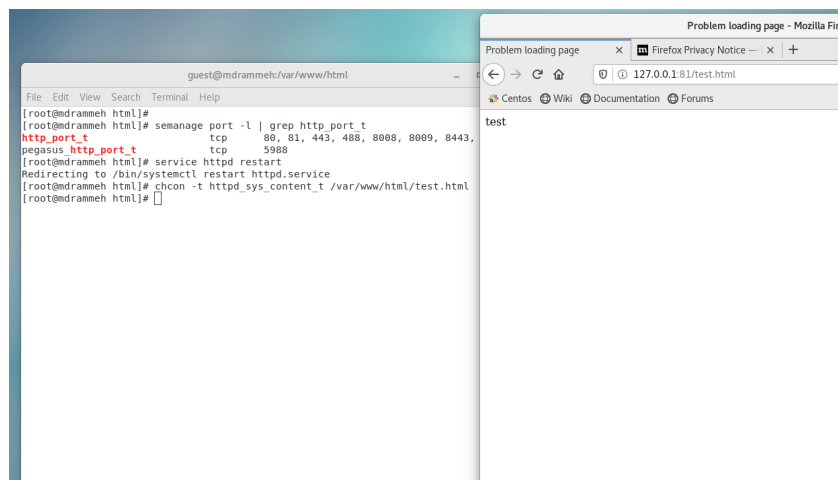 guest@mdrammeh:/var/www/html
File Edit View Search Terminal Help
[root@mdrammeh html]#
[root@mdrammeh html]# semanage port -l | grep http_port_t
http_port_t tcp 80, 81, 443, 488, 8008, 8009, 8443,
pegasus_http_port_t tcp 5988
[root@mdrammeh html]# service httpd restart
Redirecting to /bin/systemctl restart httpd.service
[root@mdrammeh html]# chcon -t httpd_sys_content_t /var/www/html/test.html
[root@mdrammeh html]#
Problem loading page - Mozilla Fir
Problem loading page × m Firefox Privacy Notice — × +
127.0.0.1:81/test.html
Centos Wiki Documentation Forums
test